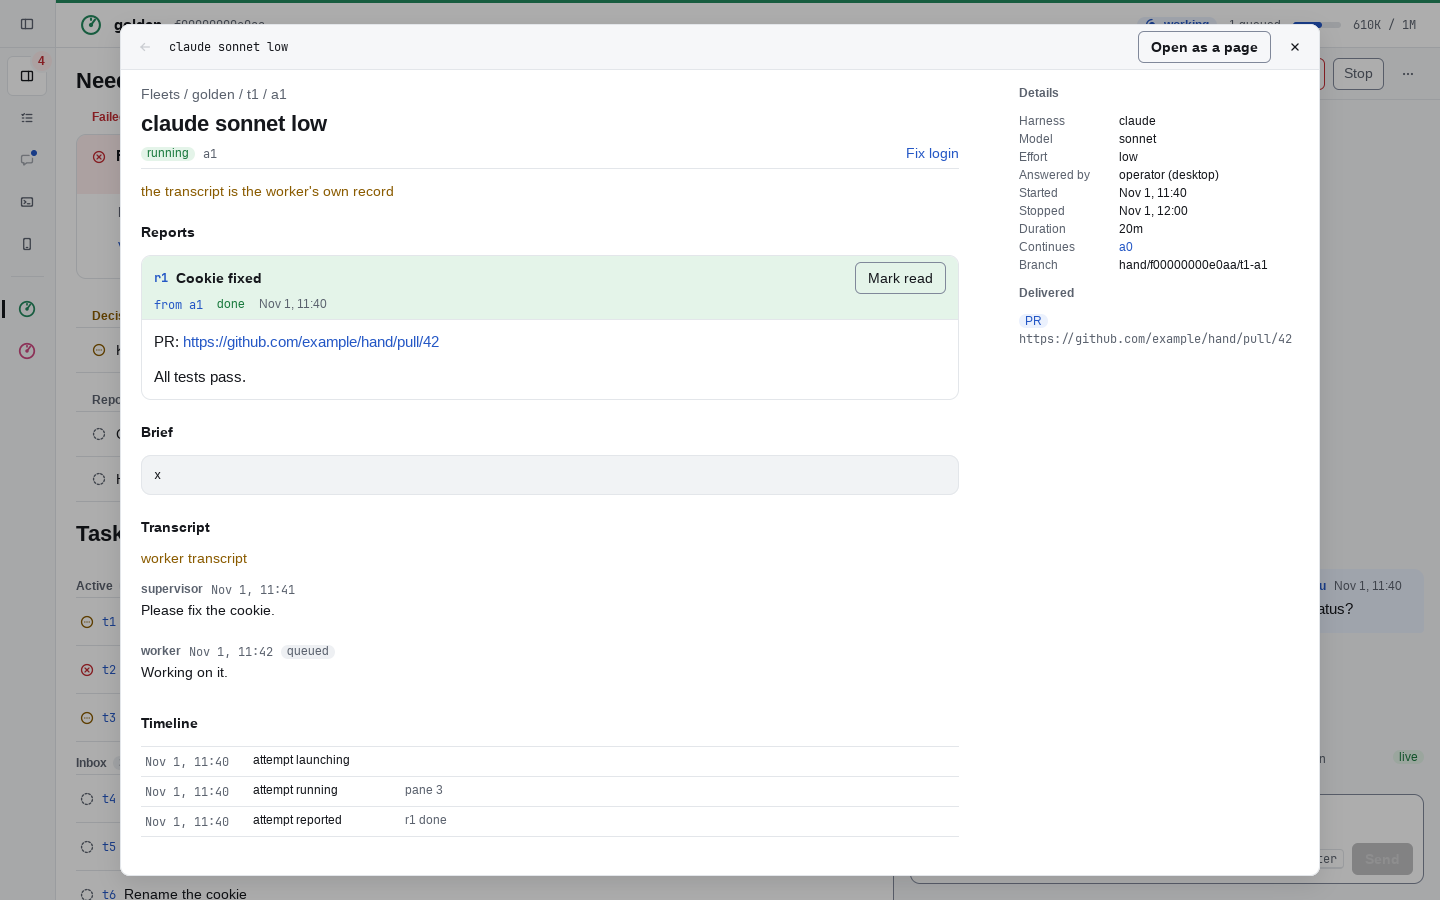 golden f00000000e0aa working 1 queued 610K / 1M
4
claude sonnet low
Open as a page
Stop
Fleets / golden / t1 / a1
claude sonnet low
running a1
Fix login
the transcript is the worker's own record
Reports
r1 Cookie fixed
Mark read
from a1 done Nov 1, 11:40
PR: https://github.com/example/hand/pull/42
All tests pass.
Brief
x
Transcript
worker transcript
supervisor Nov 1, 11:41
Please fix the cookie.
worker Nov 1, 11:42 queued
Working on it.
Timeline
Nov 1, 11:40 attempt launching
Nov 1, 11:40 attempt running pane 3
Nov 1, 11:40 attempt reported r1 done
Details
Harness claude
Model sonnet
Effort low
Answered by operator (desktop)
Started Nov 1, 11:40
Stopped Nov 1, 12:00
Duration 20m
Continues a0
Branch hand/f00000000e0aa/t1-a1
Delivered
PR
https://github.com/example/hand/pull/42
Active
t1
t2
t3
Inbox
t4
t5
t6 Rename the cookie
Nov 1, 11:40
live
Send